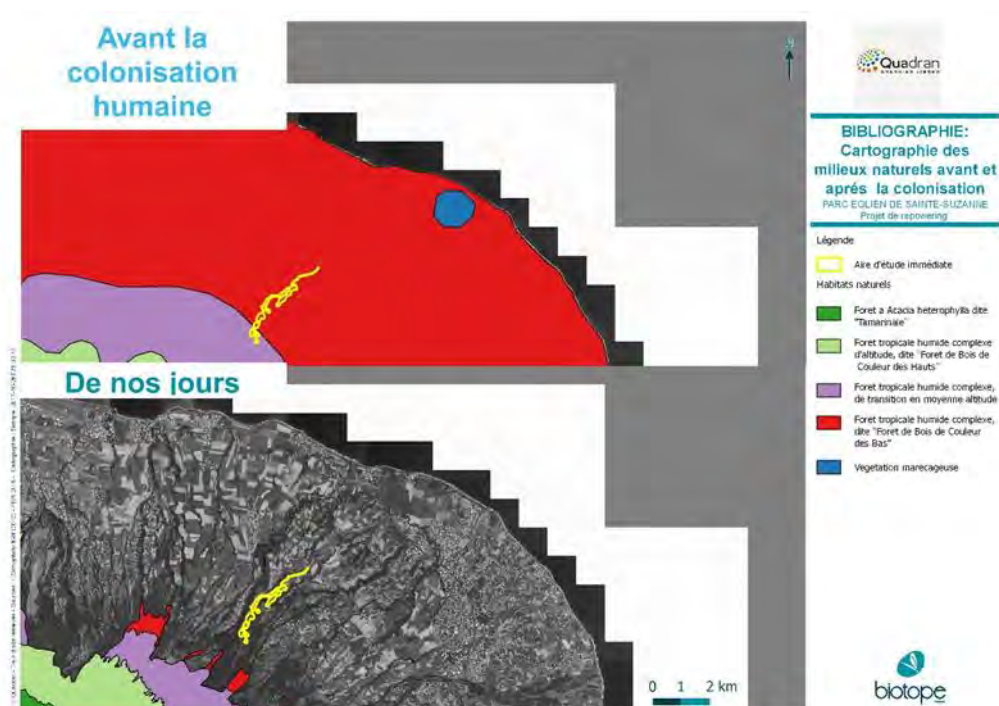 Avant la
colonisation
humaine
De nos jours
0 1 2 km
Quadran
ENERGIES LIBRES
BIBLIOGRAPHIE:
Cartographie des
milieux naturels avant et
aprés la colonisation
PARC EOLIEN DE SAINTE-SUZANNE
Projet de repowering
Légende
Aire d'étude immédiate
Habitats naturels
Foret a Acacia heterophylla dite
"Tamarinaie"
Foret tropicale humide complexe
d'altitude, dite "Foret de Bois de
Couleur des Hauts"
Foret tropicale humide complexe,
de transition en moyenne altitude
Foret tropicale humide complexe,
dite "Foret de Bois de Couleur
des Bas"
Vegetation marecageuse
biotope